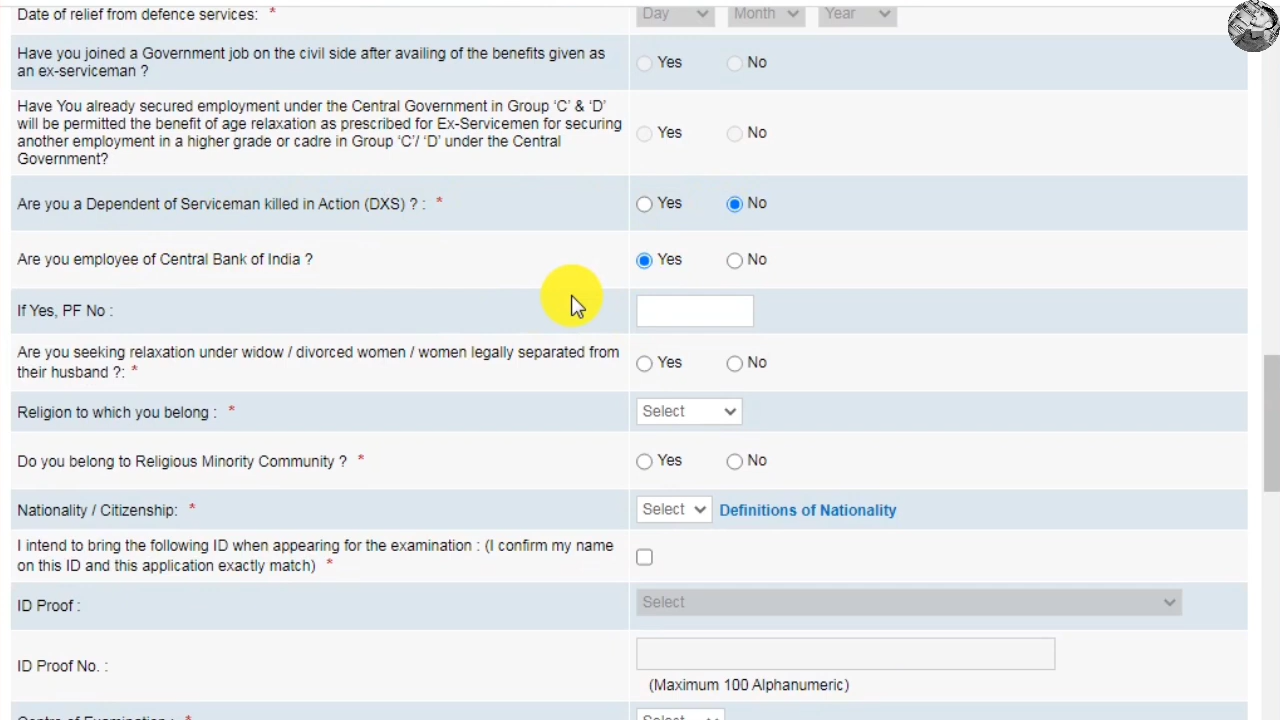 Date of relief from defence services: * Day Month Year
Have you joined a Government job on the civil side after availing of the benefits given as
an ex-serviceman ?
Yes No
Have You already secured employment under the Central Government in Group ‘C’ & ‘D’
will be permitted the benefit of age relaxation as prescribed for Ex-Servicemen for securing
another employment in a higher grade or cadre in Group ‘C’/ ‘D’ under the Central
Government?
Yes No
Are you a Dependent of Serviceman killed in Action (DXS) ? : * Yes No
Are you employee of Central Bank of India ? Yes No
If Yes, PF No :
Are you seeking relaxation under widow / divorced women / women legally separated from
their husband ?: *
Yes No
Religion to which you belong : * Select
Do you belong to Religious Minority Community ? * Yes No
Nationality / Citizenship: * Select Definitions of Nationality
I intend to bring the following ID when appearing for the examination : (I confirm my name
on this ID and this application exactly match) *
ID Proof : Select
ID Proof No. :
(Maximum 100 Alphanumeric)
Centre of Examination : * Select